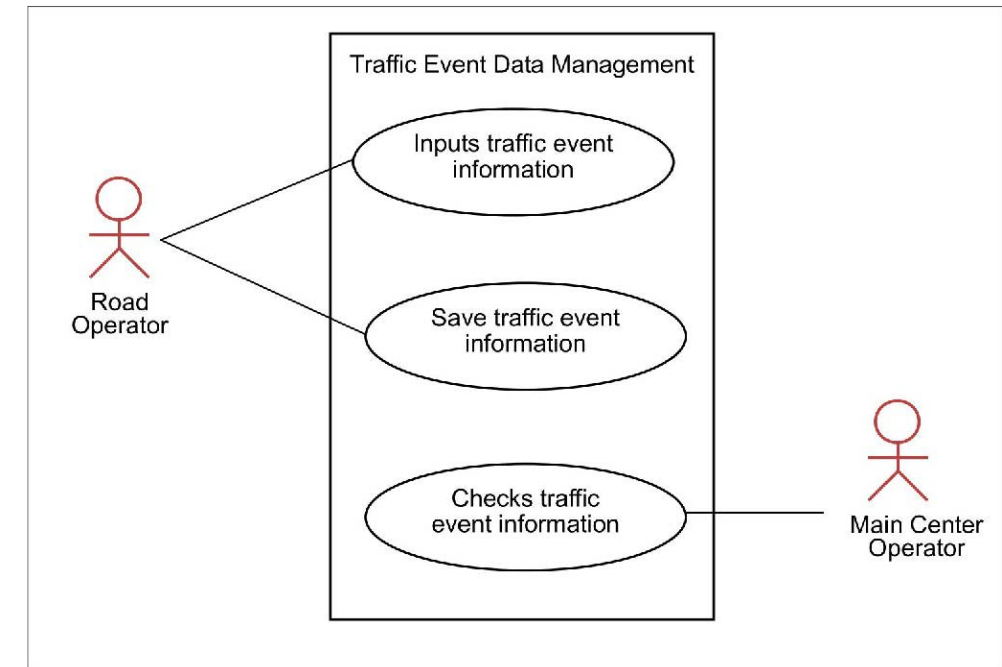 Traffic Event Data Management
Inputs traffic event
information
Road
Operator
Save traffic event
information
Checks traffic
event information
Main Center
Operator